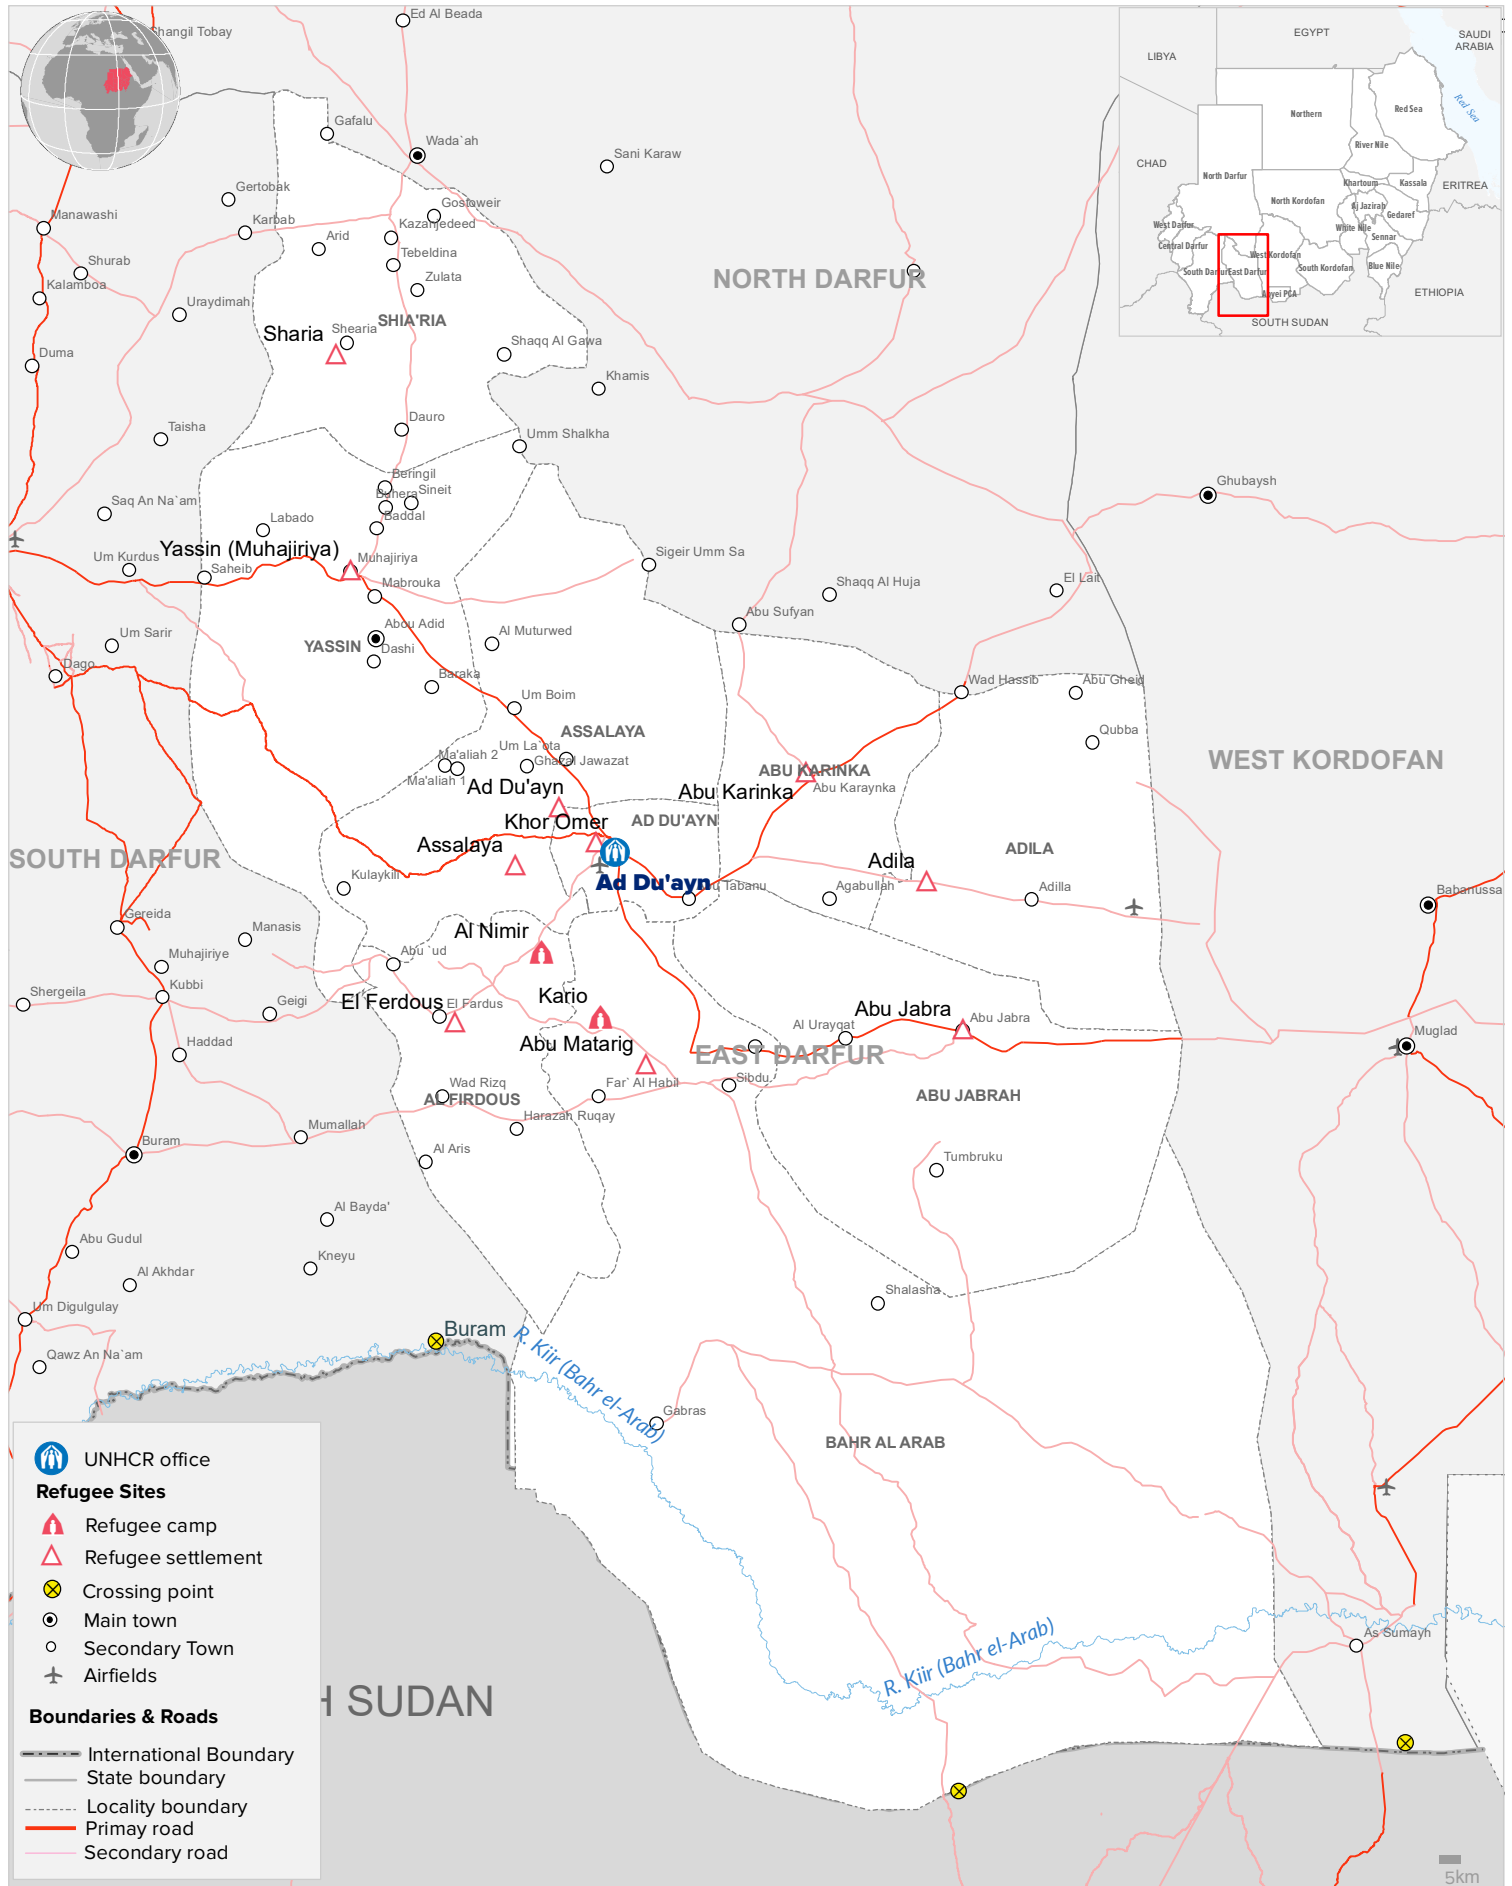 Ed Al Beada
Shangil Tobay
EGYPT
SAUDI
ARABIA
LIBYA
Red Sea
Northern
Red Sea
River Nile
CHAD
North Darfur
Khartoum
Kassala
ERITREA
North Kordofan
Aj Jazirah
Gedaref
West Darfur
White Nile
Sennar
Central Darfur
West Kordofan
South Darfur
East Darfur
South Kordofan
Blue Nile
Abyei PCA
ETHIOPIA
SOUTH SUDAN
Gafalu
Wada`ah
Sani Karaw
Gertobak
Manawashi
Karbab
Gostoweir
Kazanjedeed
Arid
Tebeldina
Shurab
Zulata
Kalamboa
NORTH DARFUR
Uraydimah
SHIA'RIA
Sharia
Shearia
Shaqq Al Gawa
Duma
Khamis
Dauro
Taisha
Umm Shalkha
Beringil
Buhera
Sineit
Ghubaysh
Saq An Na`am
Labado
Baddal
Yassin (Muhajiriya)
Muhajiriya
Um Kurdus
Saheib
Sigeir Umm Sa
Mabrouka
Shaqq Al Huja
El Lait
Abu Sufyan
Abou Adid
Al Muturwed
Um Sarir
YASSIN
Dashi
Dago
Baraka
Wad Hassib
Abu Gheid
Um Boim
Qubba
ASSALAYA
Um La`ota
Ma'aliah 2
Ghazal Jawazat
WEST KORDOFAN
Ma'aliah 1
ABU KARINKA
Ad Du'ayn
Abu Karinka
Abu Karaynka
Khor Omer
AD DU'AYN
Assalaya
ADILA
SOUTH DARFUR
Adila
Kulaykili
Ad Du'ayn
Tabanu
Agabullah
Adilla
Babanussa
Gereida
Al Nimir
Manasis
Abu `ud
Muhajiriye
Kubbi
Kario
Shergeila
Geigi
El Ferdous
El Fardus
Abu Jabra
Abu Jabra
Al Urayqat
Muglad
Haddad
Abu Matarig
EAST DARFUR
Wad Rizq
Far` Al Habil
Sibdu
AL FIRDOUS
ABU JABRAH
Harazah Ruqay
Mumallah
Buram
Al Aris
Tumbruku
Al Bayda'
Abu Gudul
Kneyu
Al Akhdar
Shalasha
Um Digulgulay
Buram
R. Kiir (Bahr el-Arab)
Qawz An Na`am
Gabras
BAHR AL ARAB
R. Kiir (Bahr el-Arab)
As Sumayh
H SUDAN
UNHCR office
Refugee Sites
Refugee camp
Refugee settlement
Crossing point
Main town
Secondary Town
Airfields
Boundaries & Roads
International Boundary
State boundary
Locality boundary
Primay road
Secondary road
5km